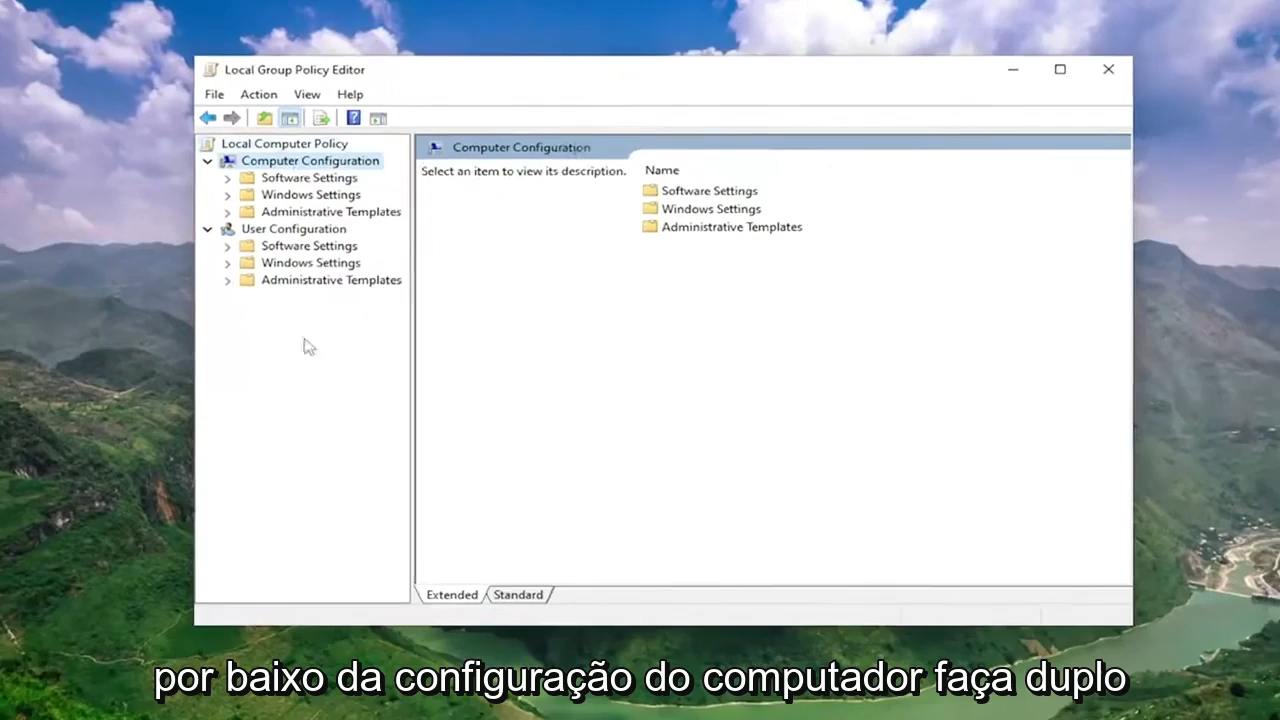 Local Group Policy Editor
File Action View Help
Local Computer Policy
Computer Configuration
Software Settings
Windows Settings
Administrative Templates
User Configuration
Software Settings
Windows Settings
Administrative Templates
Computer Configuration
Select an item to view its description.
Name
Software Settings
Windows Settings
Administrative Templates
Extended Standard
por baixo da configuração do computador faça duplo